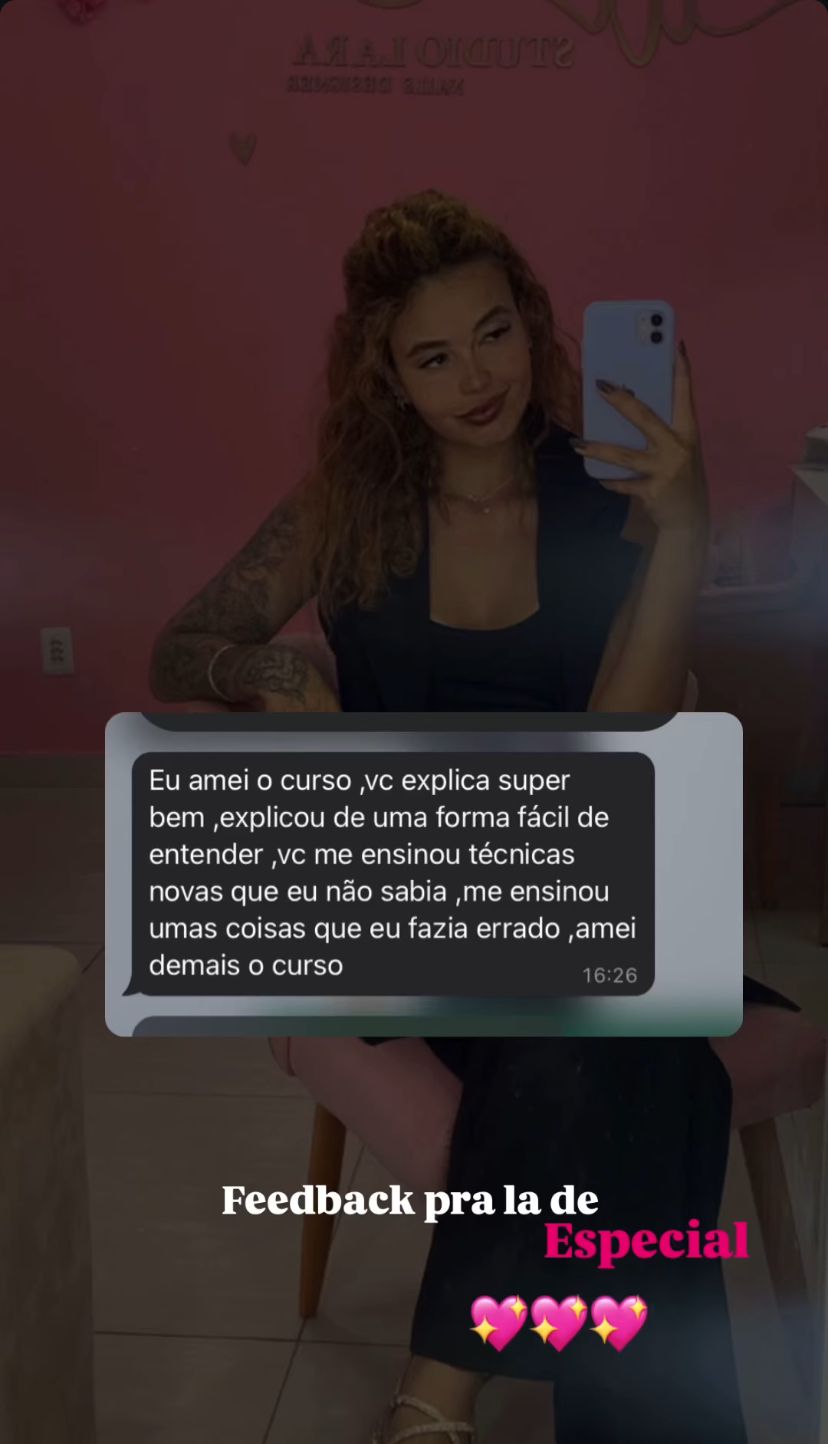 STUDIO LARA
NAILS DESIGNER
Eu amei o curso ,vc explica super
bem ,explicou de uma forma fácil de
entender ,vc me ensinou técnicas
novas que eu não sabia ,me ensinou
umas coisas que eu fazia errado ,amei
demais o curso
16:26
Feedback pra la de
Especial
💖💖💖